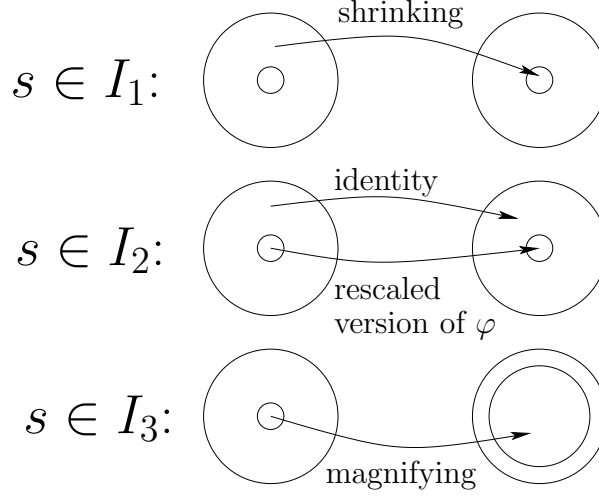 shrinking
s ∈ I₁:
identity
s ∈ I₂:
rescaled
version of φ
s ∈ I₃:
magnifying